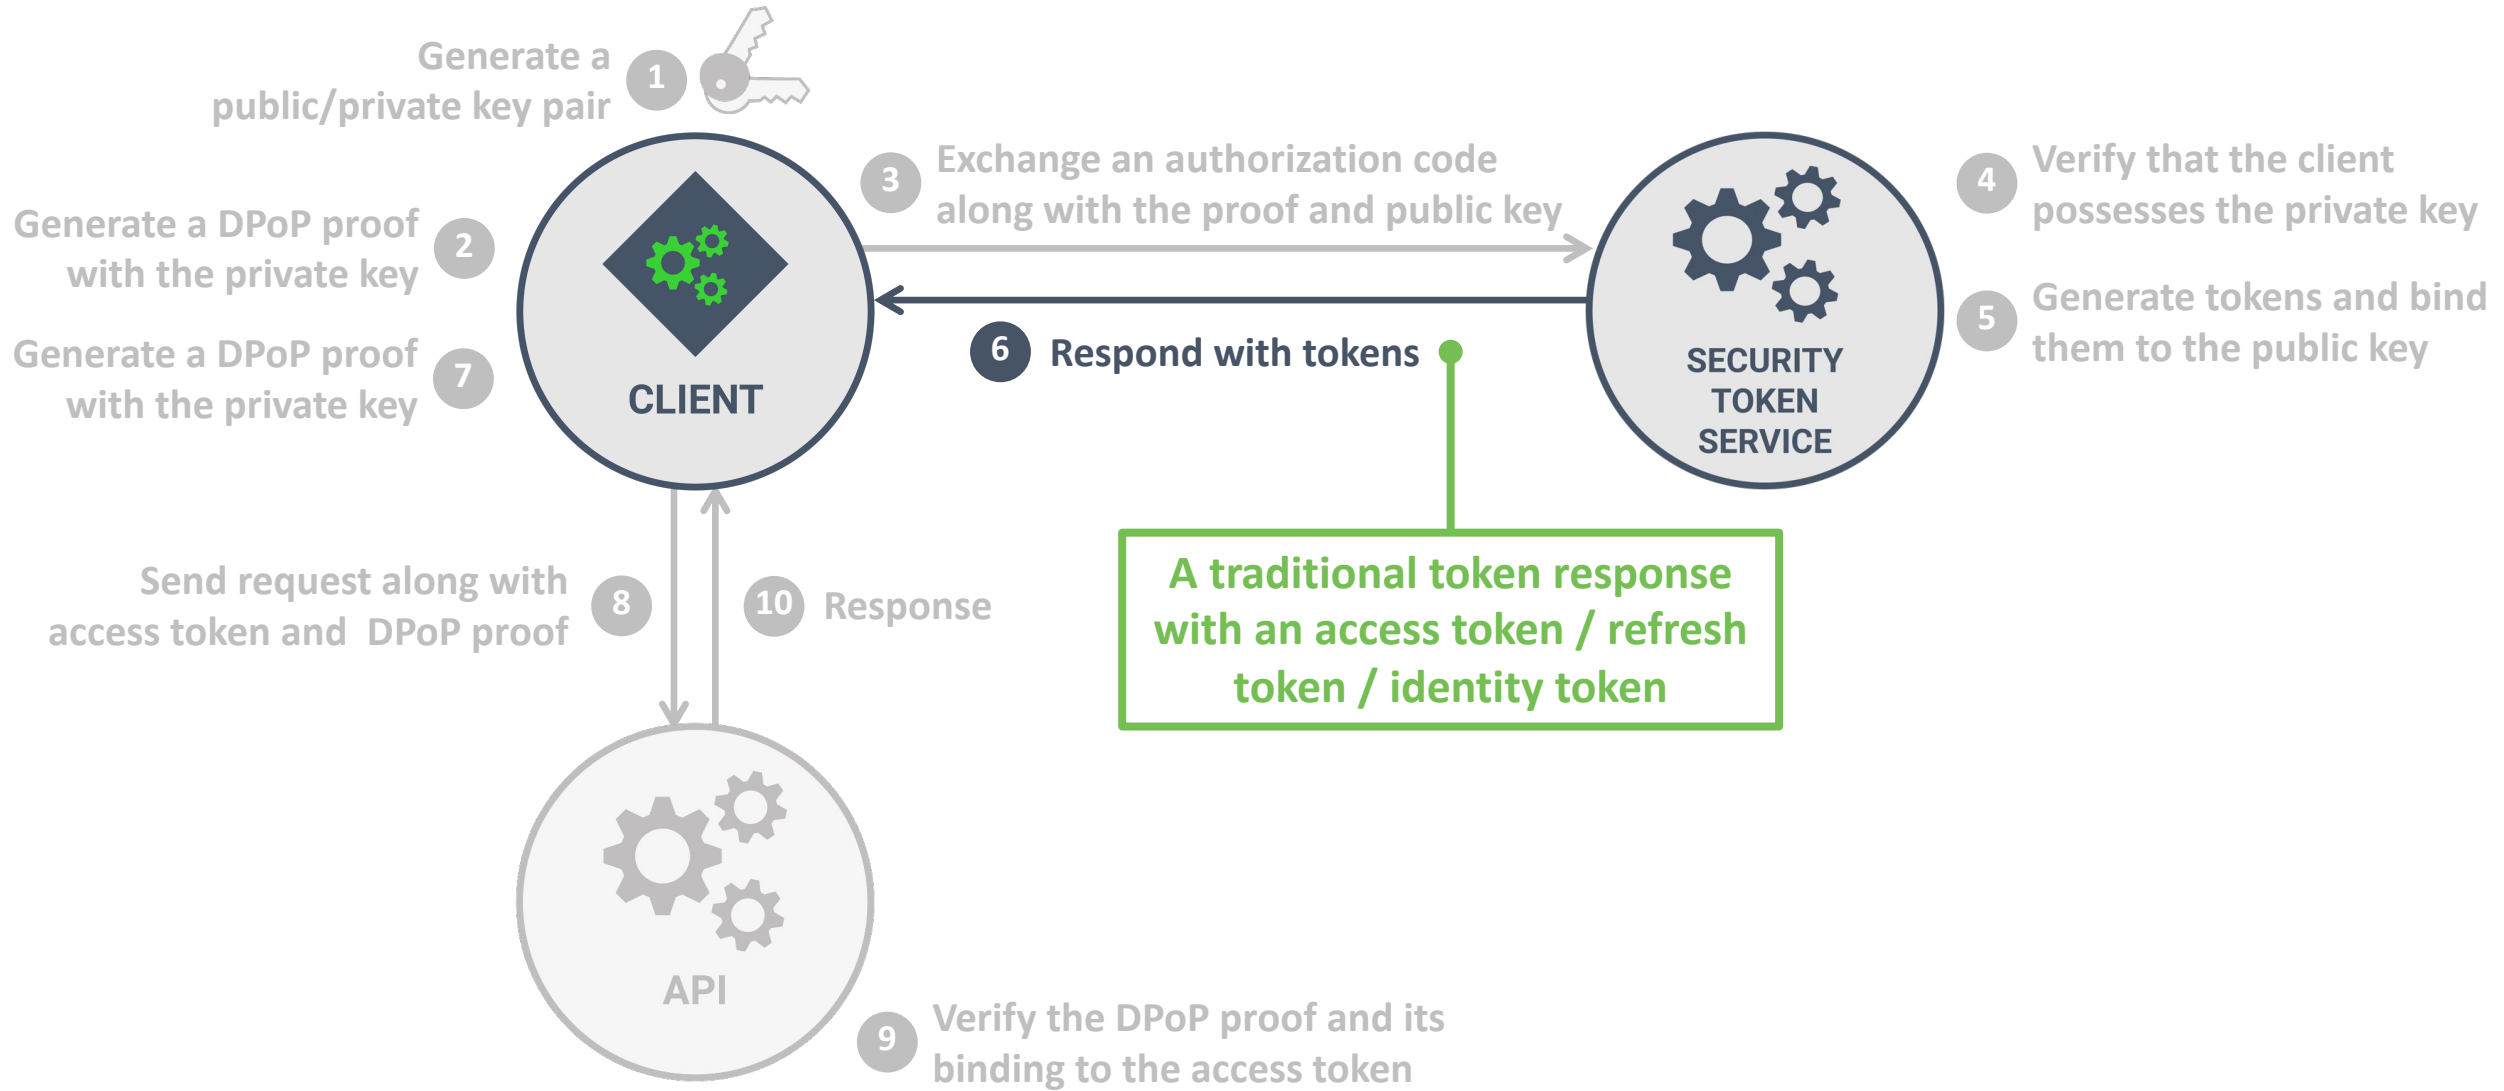 Generate a
public/private key pair
1
Generate a DPoP proof
with the private key
2
3
Exchange an authorization code
along with the proof and public key
4
Verify that the client
possesses the private key
5
Generate tokens and bind
them to the public key
6
Respond with tokens
Generate a DPoP proof
with the private key
7
CLIENT
SECURITY
TOKEN
SERVICE
A traditional token response
with an access token / refresh
token / identity token
Send request along with
access token and  DPoP proof
8
10
Response
API
9
Verify the DPoP proof and its
binding to the access token